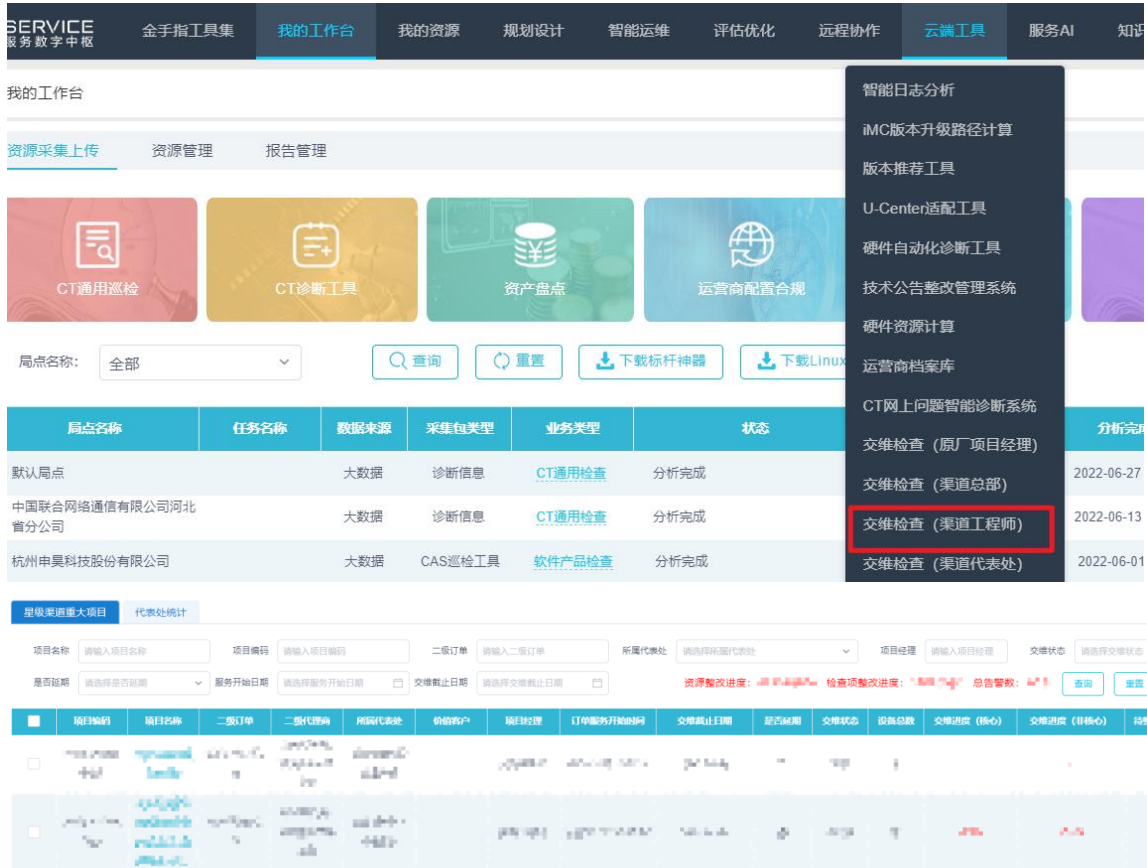 SERVICE 金手指工具集 我的工作台 我的资源 规划设计 智能运维 评估优化 远程协作 云端工具 服务AI
服务数字中枢
我的工作台
资源采集上传 资源管理 报告管理
智能日志分析
iMC版本升级路径计算
版本推荐工具
U-Center适配工具
硬件自动化诊断工具
技术公告整改管理系统
硬件资源计算
运营商档案库
CT网上问题智能诊断系统
交维检查（原厂项目经理）
交维检查（渠道总部）
交维检查（渠道工程师）
交维检查（渠道代表处）
CT通用巡检 CT诊断工具 资产盘点 运营商配置合规
局点名称： 全部 查询 重置 下载标杆神器 下载Linux
局点名称 任务名称 数据来源 采集包类型 业务类型 状态 分析完成
默认局点 大数据 诊断信息 CT通用检查 分析完成 2022-06-27
中国联合网络通信有限公司河北
省分公司 大数据 诊断信息 CT通用检查 分析完成 2022-06-13
杭州申昊科技股份有限公司 大数据 CAS巡检工具 软件产品检查 分析完成 2022-06-01
星级渠道重大项目 代表处统计
项目名称 请输入项目名称 项目编码 请输入项目编码 二级订单 请输入二级订单 所属代表处 请选择所属代表处 项目经理 请输入项目经理 交维状态 请选择交维状态
是否延期 请选择是否延期 服务开始日期 请选择服务开始日期 交维截止日期 请选择交维截止日期 资源整改进度： 检查项整改进度： 总告警数： 查询 重置
项目编码 项目名称 二级订单 二级代理商 所属代表处 价值客户 项目经理 订单服务开始时间 交维截止日期 是否延期 交维状态 设备总数 交维进度（核心） 交维进度（非核心）